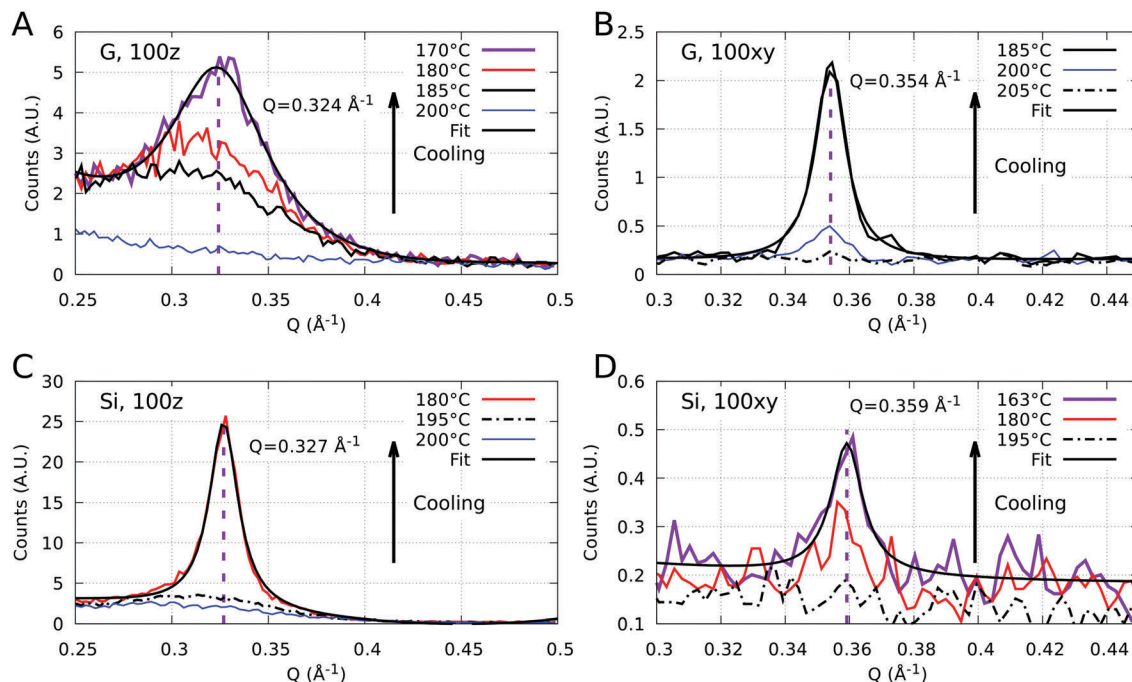 A
G, 100z
Counts (A.U.)
6
5
4
3
2
1
0
170°C
180°C
185°C
200°C
Fit
Q=0.324 Å⁻¹
Cooling
0.25
0.3
0.35
0.4
0.45
0.5
Q (Å⁻¹)
B
G, 100xy
Counts (A.U.)
2.5
2
1.5
1
0.5
0
185°C
200°C
205°C
Fit
Q=0.354 Å⁻¹
Cooling
0.3
0.32
0.34
0.36
0.38
0.4
0.42
0.44
Q (Å⁻¹)
C
Si, 100z
Counts (A.U.)
30
25
20
15
10
5
0
180°C
195°C
200°C
Fit
Q=0.327 Å⁻¹
Cooling
0.25
0.3
0.35
0.4
0.45
0.5
Q (Å⁻¹)
D
Si, 100xy
Counts (A.U.)
0.6
0.5
0.4
0.3
0.2
0.1
163°C
180°C
195°C
Fit
Q=0.359 Å⁻¹
Cooling
0.3
0.32
0.34
0.36
0.38
0.4
0.42
0.44
Q (Å⁻¹)